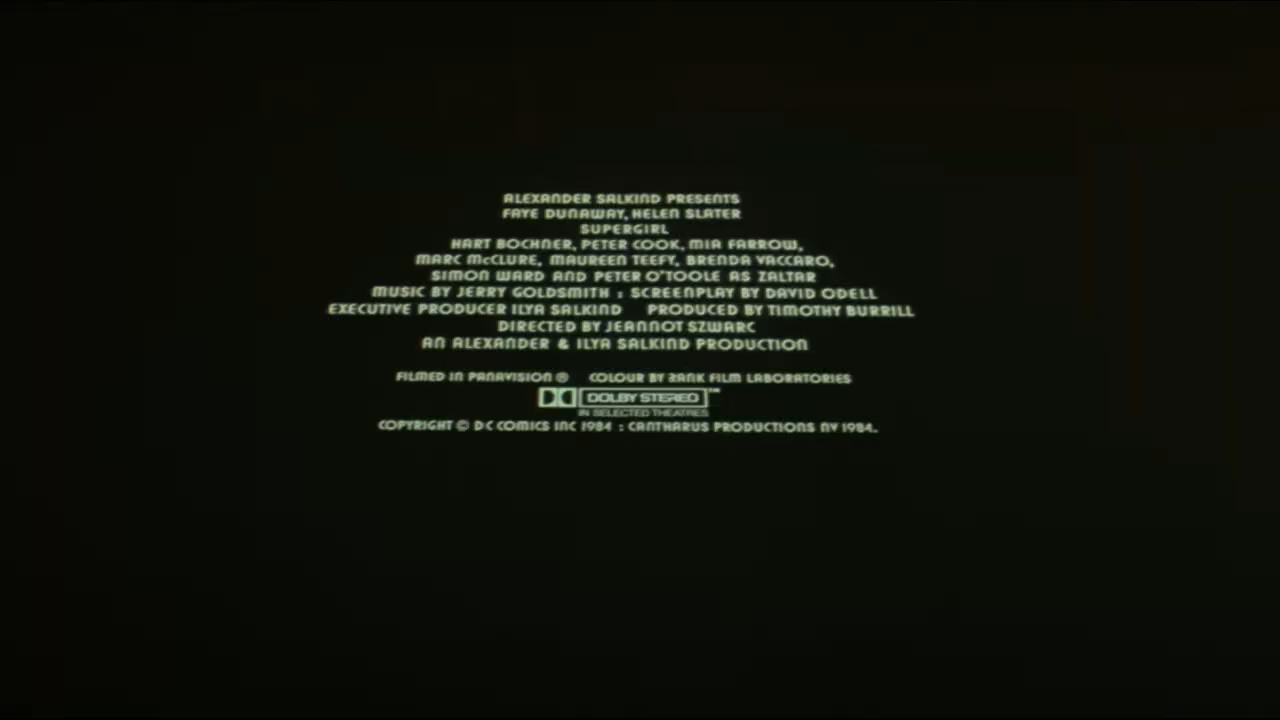 ALEXANDER SALKIND PRESENTS
FAYE DUNAWAY, HELEN SLATER
SUPERGIRL
HART BOCHNER, PETER COOK, MIA FARROW,
MARC McCLURE, MAUREEN TEEFY, BRENDA VACCARO,
SIMON WARD AND PETER O'TOOLE AS ZALTAR
MUSIC BY JERRY GOLDSMITH : SCREENPLAY BY DAVID ODELL
EXECUTIVE PRODUCER ILYA SALKIND PRODUCED BY TIMOTHY BURRILL
DIRECTED BY JEANNOT SZWARC
AN ALEXANDER & ILYA SALKIND PRODUCTION
FILMED IN PANAVISION ® COLOUR BY RANK FILM LABORATORIES
DOLBY STEREO ™
IN SELECTED THEATRES
COPYRIGHT © DC COMICS INC 1984 : CANTHARUS PRODUCTIONS NV 1984.